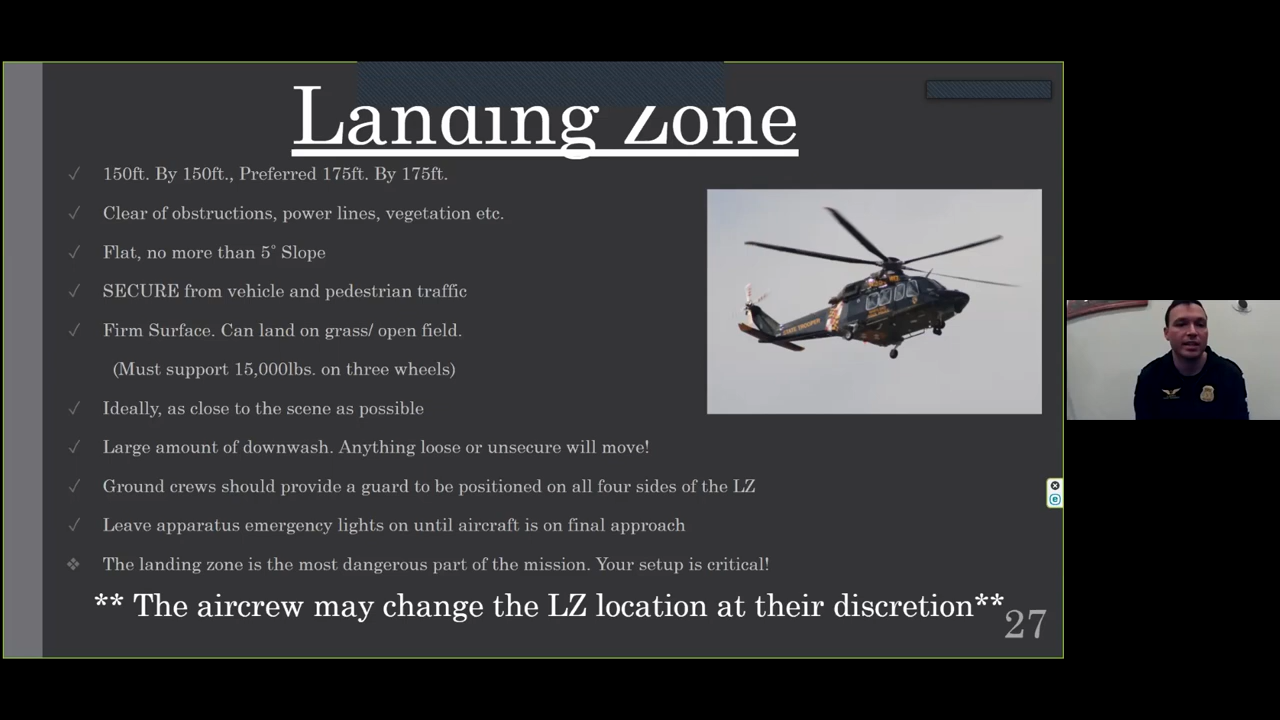 Landing Zone
✓ 150ft. By 150ft., Preferred 175ft. By 175ft.
✓ Clear of obstructions, power lines, vegetation etc.
✓ Flat, no more than 5° Slope
✓ SECURE from vehicle and pedestrian traffic
✓ Firm Surface. Can land on grass/ open field.
(Must support 15,000lbs. on three wheels)
✓ Ideally, as close to the scene as possible
✓ Large amount of downwash. Anything loose or unsecure will move!
✓ Ground crews should provide a guard to be positioned on all four sides of the LZ
✓ Leave apparatus emergency lights on until aircraft is on final approach
❖ The landing zone is the most dangerous part of the mission. Your setup is critical!
** The aircrew may change the LZ location at their discretion**
27
STATE TROOPER